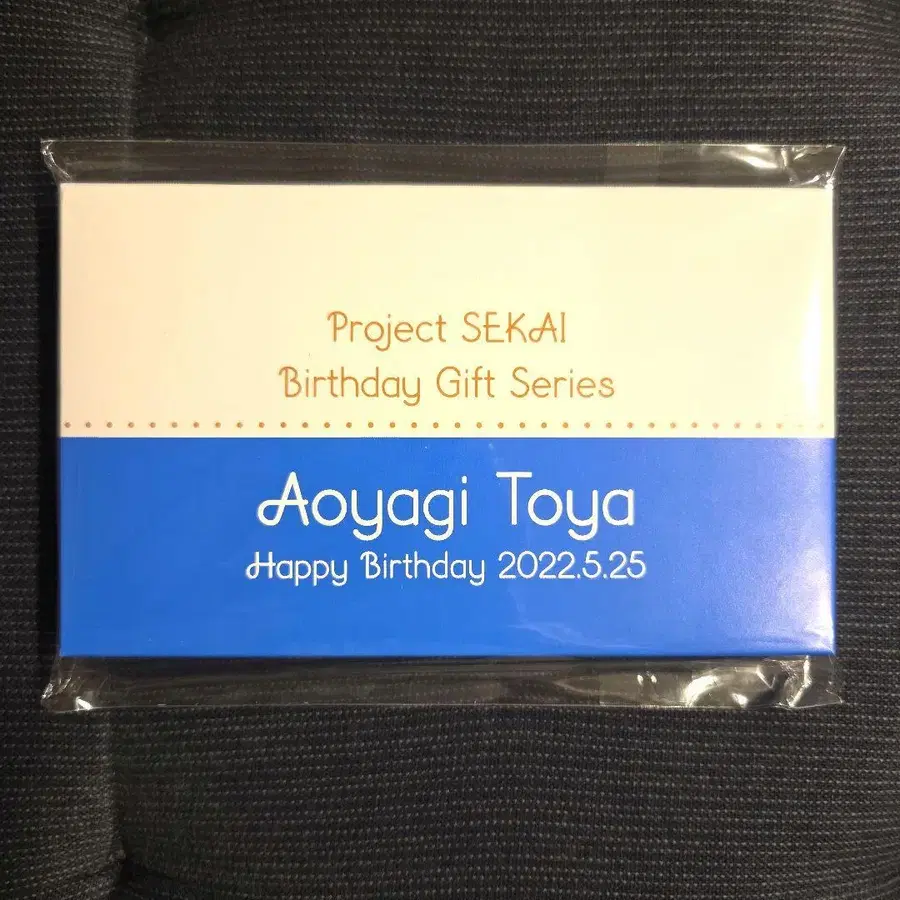 Project SEKAI
Birthday Gift Series
Aoyagi Toya
Happy Birthday 2022.5.25